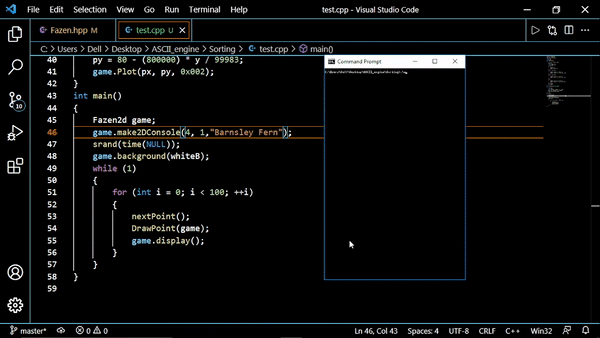 File Edit Selection View Go Run Terminal Help test.cpp - Visual Studio Code
Fazen.hpp M test.cpp U
C: > Users > Dell > Desktop > ASCII_engine > Sorting > test.cpp > main()
40 py = 80 - (800000) * y / 99983;
41 game.Plot(px, py, 0x002);
42 }
43 int main()
44 {
45 Fazen2d game;
46 game.make2DConsole(4, 1,"Barnsley Fern");
47 srand(time(NULL));
48 game.background(whiteB);
49 while (1)
50 {
51 for (int i = 0; i < 100; ++i)
52 {
53 nextPoint();
54 DrawPoint(game);
55 game.display();
56 }
57 }
58 }
59
Command Prompt
10
master* 0 0 Ln 46, Col 43 Spaces: 4 UTF-8 CRLF C++ Win32